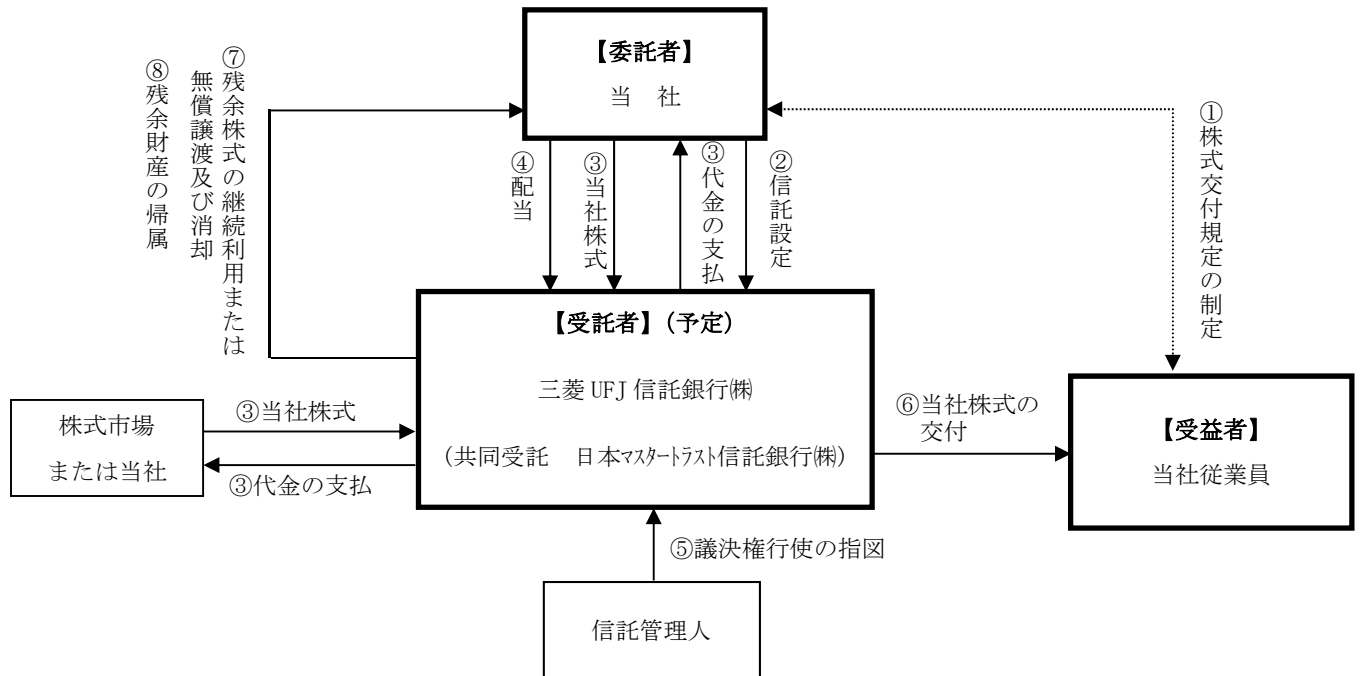 【委託者】
当 社
⑦残余株式の継続利用または
無償譲渡及び消却
⑧残余財産の帰属
④配当
③当社株式
③代金の支払
②信託設定
①株式交付規定の制定
【受託者】（予定）
三菱 UFJ 信託銀行㈱
(共同受託 日本ﾏｽﾀｰﾄﾗｽﾄ信託銀行㈱)
株式市場
または当社
③当社株式
③代金の支払
⑥当社株式の
交付
【受益者】
当社従業員
⑤議決権行使の指図
信託管理人